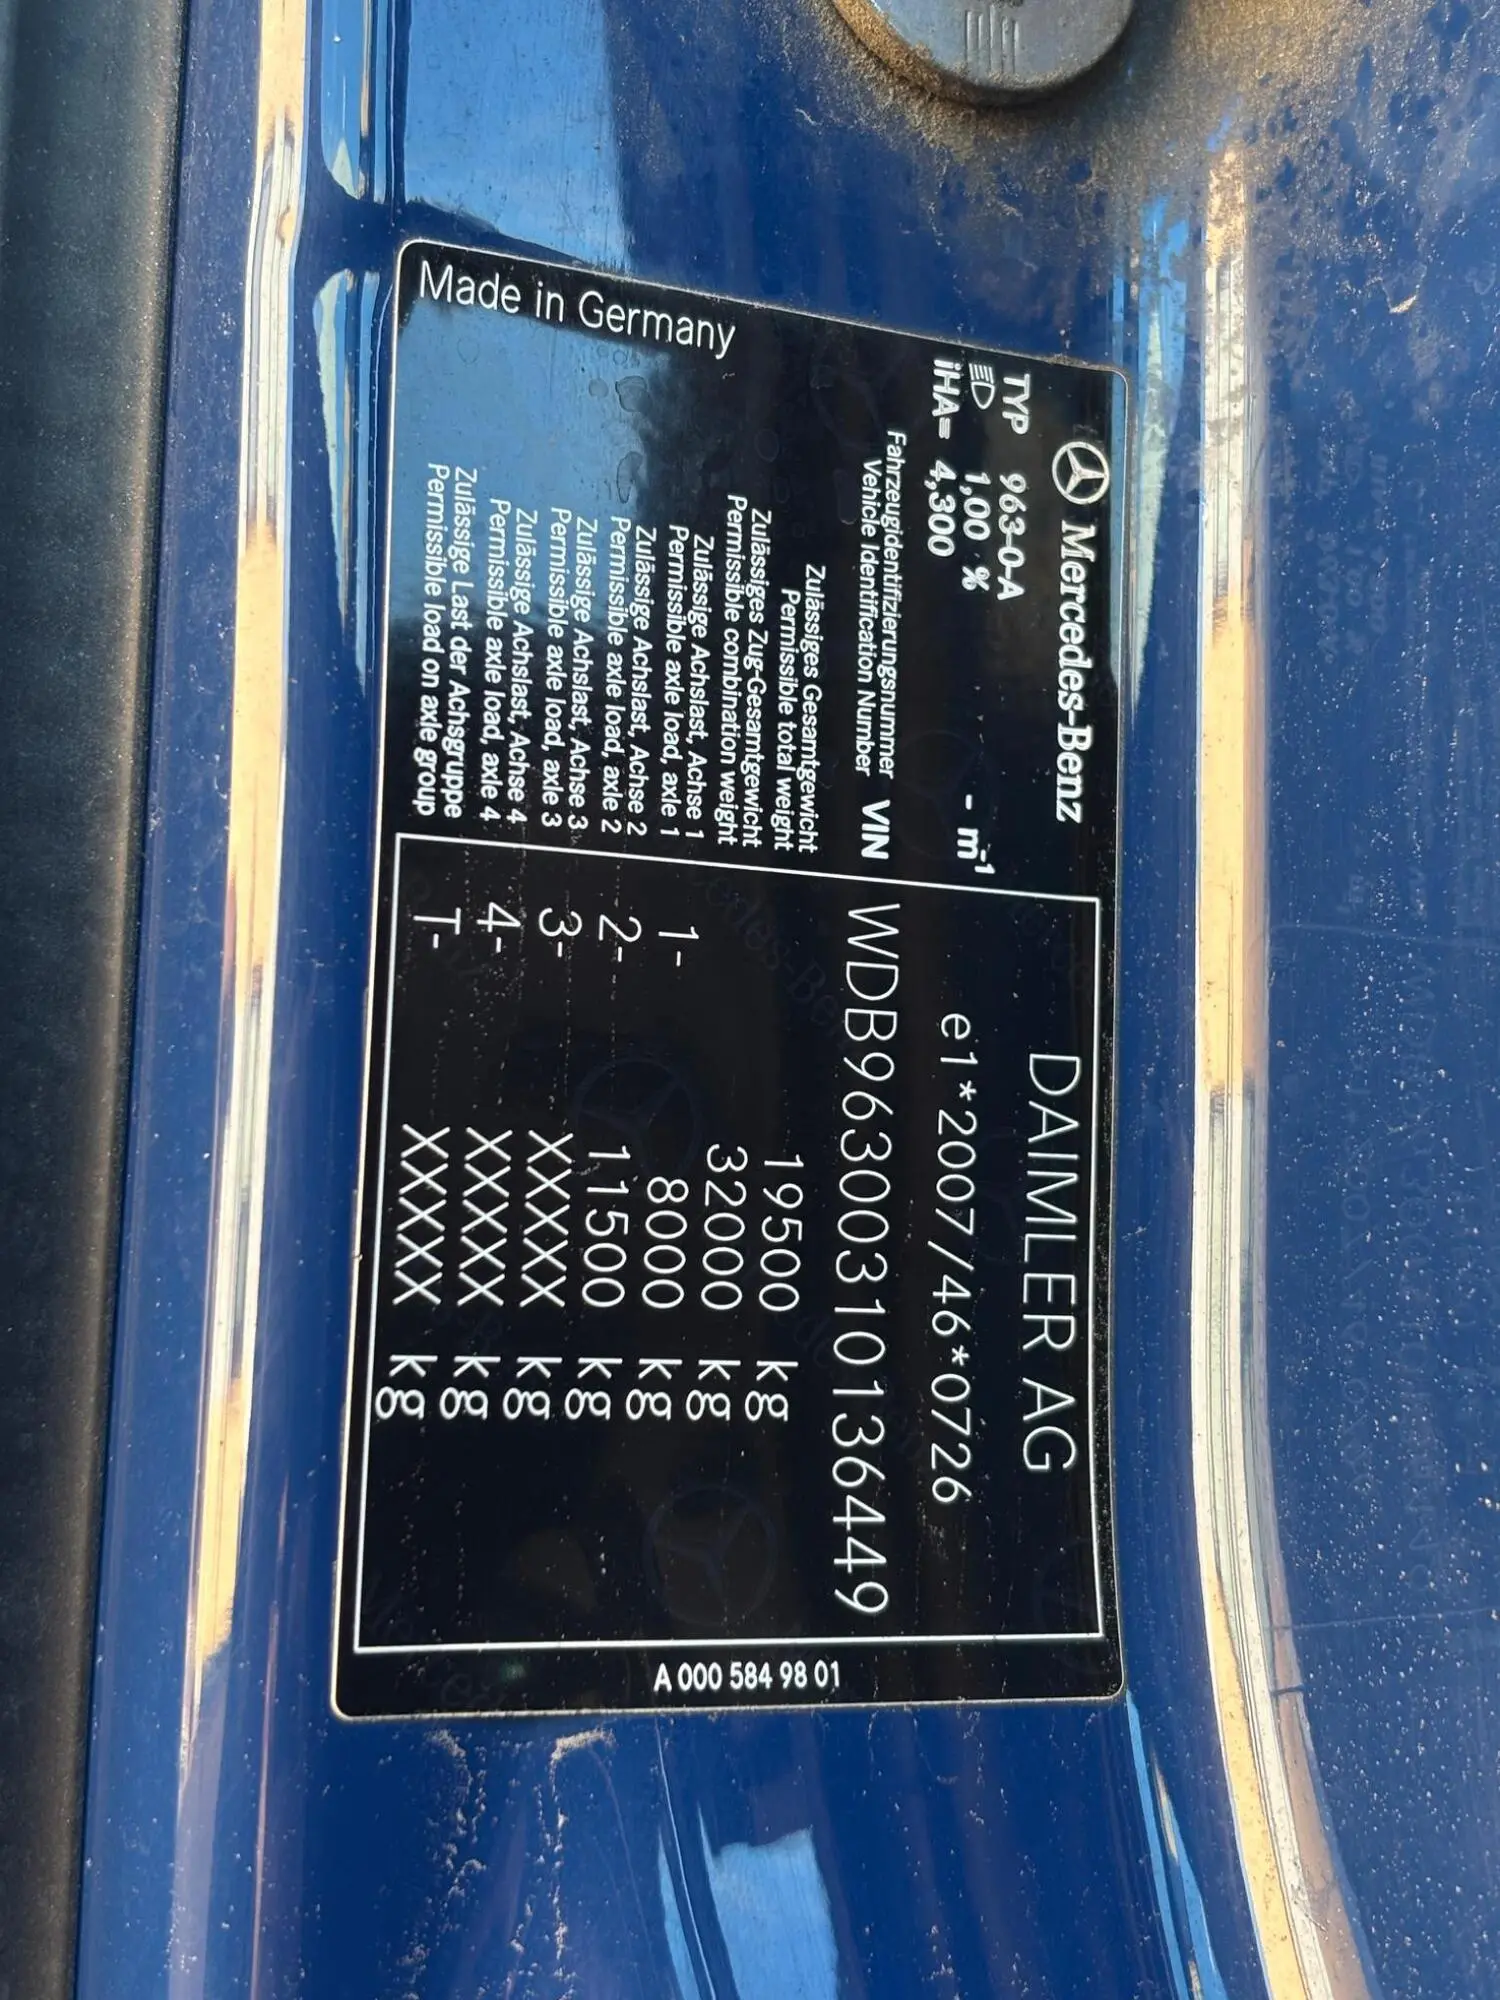 Mercedes-Benz
DAIMLER AG
TYP 963-0-A
1,00 % - m-1
iHA= 4,300
e1*2007/46*0726
Fahrzeugidentifizierungsnummer
Vehicle Identification Number VIN WDB96300310136449
Zulässiges Gesamtgewicht
Permissible total weight 19500 kg
Zulässiges Zug-Gesamtgewicht
Permissible combination weight 32000 kg
Zulässige Achslast, Achse 1
Permissible axle load, axle 1 1- 8000 kg
Zulässige Achslast, Achse 2
Permissible axle load, axle 2 2- 11500 kg
Zulässige Achslast, Achse 3
Permissible axle load, axle 3 3- XXXXX kg
Zulässige Achslast, Achse 4
Permissible axle load, axle 4 4- XXXXX kg
Zulässige Last der Achsgruppe
Permissible load on axle group T- XXXXX kg
Made in Germany
A 000 584 98 01